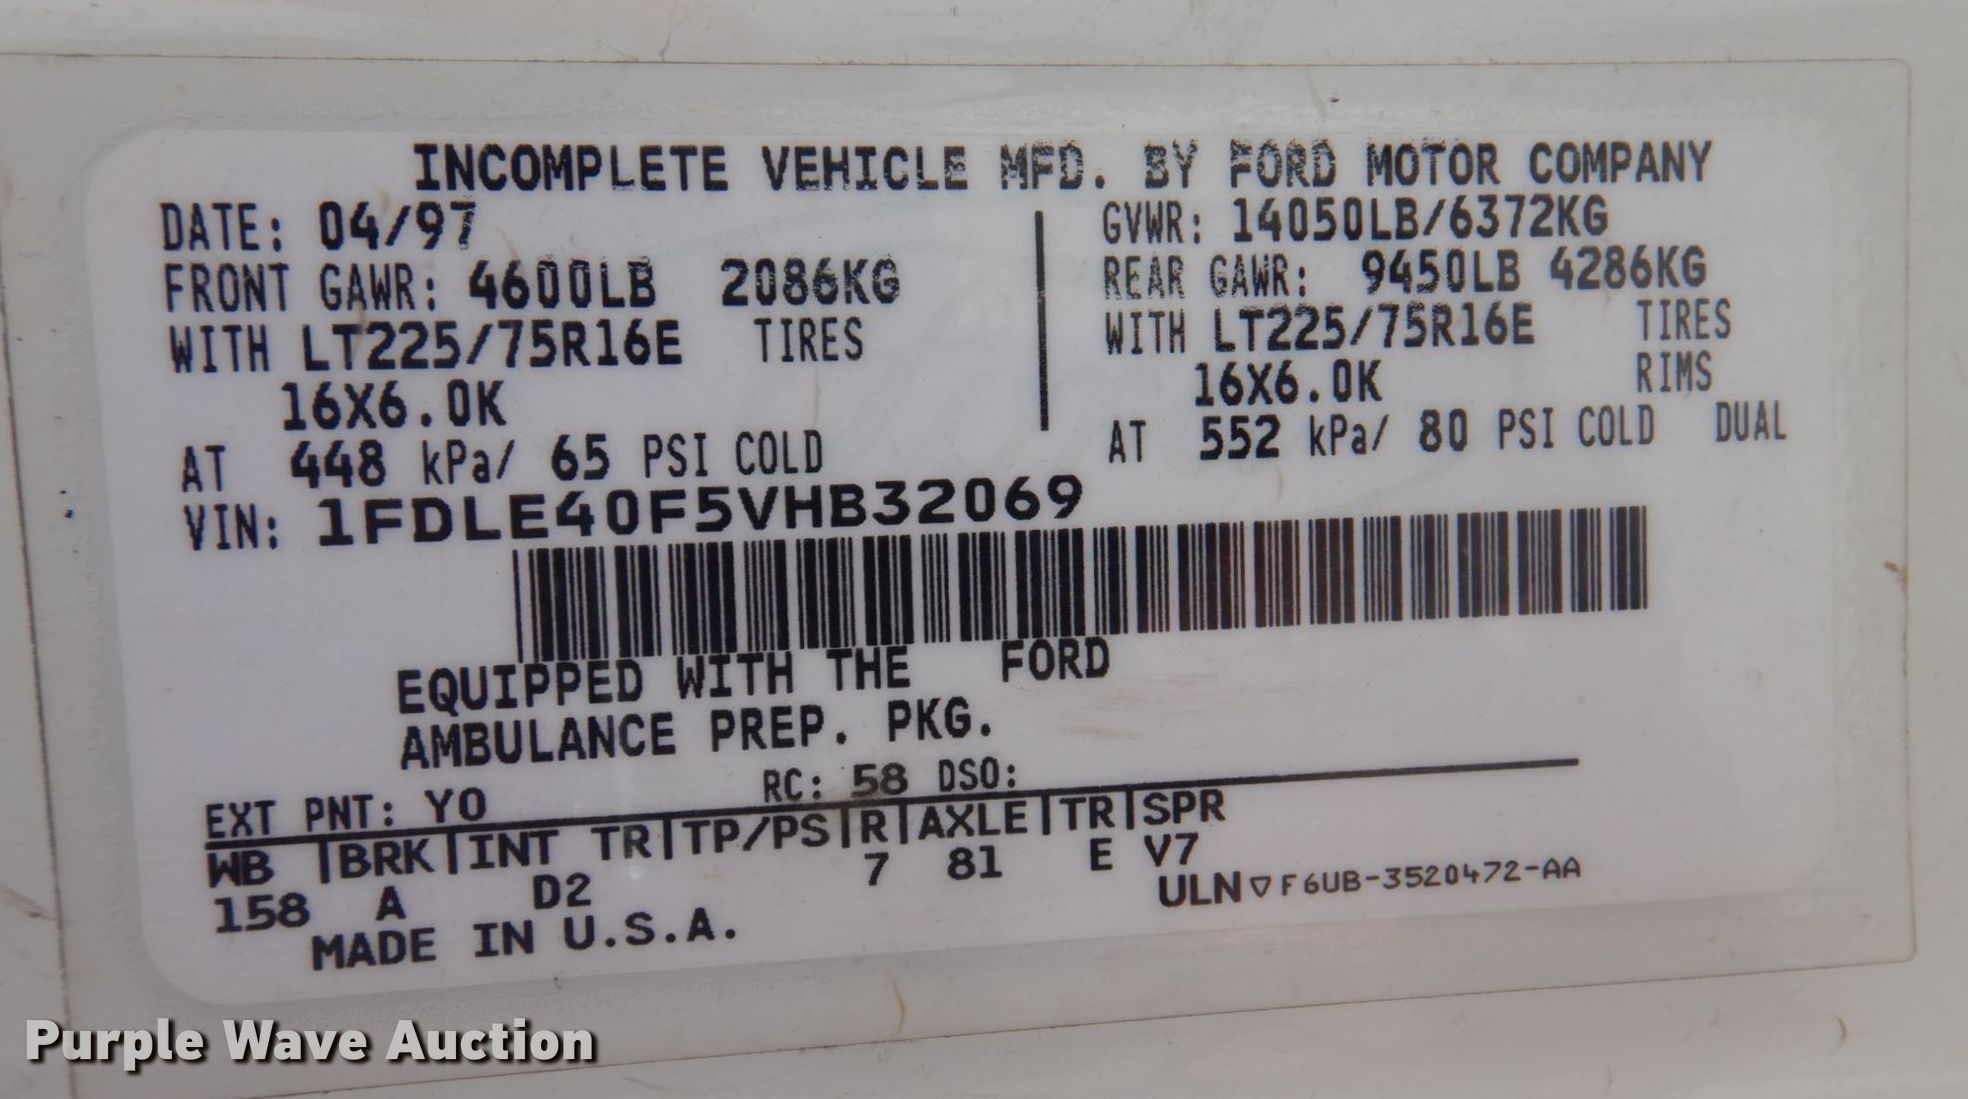 INCOMPLETE VEHICLE MFD. BY FORD MOTOR COMPANY
DATE: 04/97 GVWR: 14050LB/6372KG
FRONT GAWR: 4600LB 2086KG REAR GAWR: 9450LB 4286KG
WITH LT225/75R16E TIRES WITH LT225/75R16E TIRES
16X6.0K 16X6.0K RIMS
AT 448 kPa/ 65 PSI COLD AT 552 kPa/ 80 PSI COLD DUAL
VIN: 1FDLE40F5VHB32069
EQUIPPED WITH THE FORD
AMBULANCE PREP. PKG.
EXT PNT: YO RC: 58 DSO:
WB |BRK|INT TR|TP/PS|R|AXLE|TR|SPR
158 A D2 7 81 E V7
MADE IN U.S.A. ULN▽F6UB-3520472-AA
Purple Wave Auction